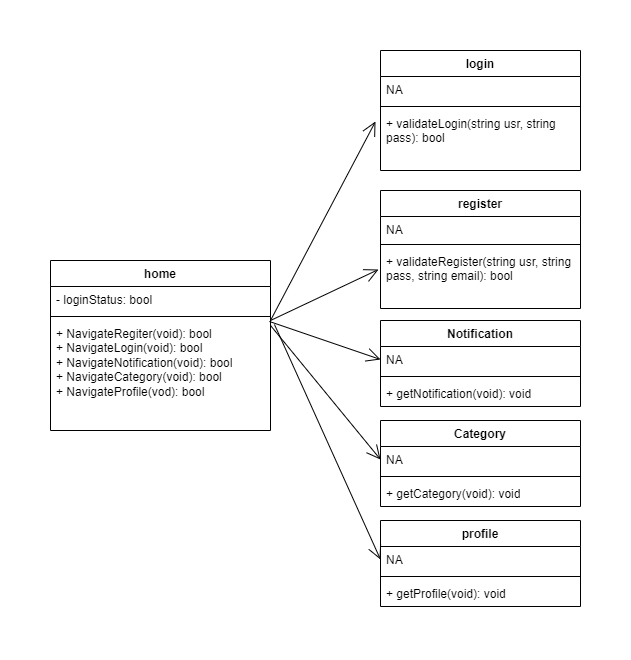 login
NA
+ validateLogin(string usr, string
pass): bool
register
NA
+ validateRegister(string usr, string
pass, string email): bool
home
- loginStatus: bool
+ NavigateRegiter(void): bool
+ NavigateLogin(void): bool
+ NavigateNotification(void): bool
+ NavigateCategory(void): bool
+ NavigateProfile(vod): bool
Notification
NA
+ getNotification(void): void
Category
NA
+ getCategory(void): void
profile
NA
+ getProfile(void): void